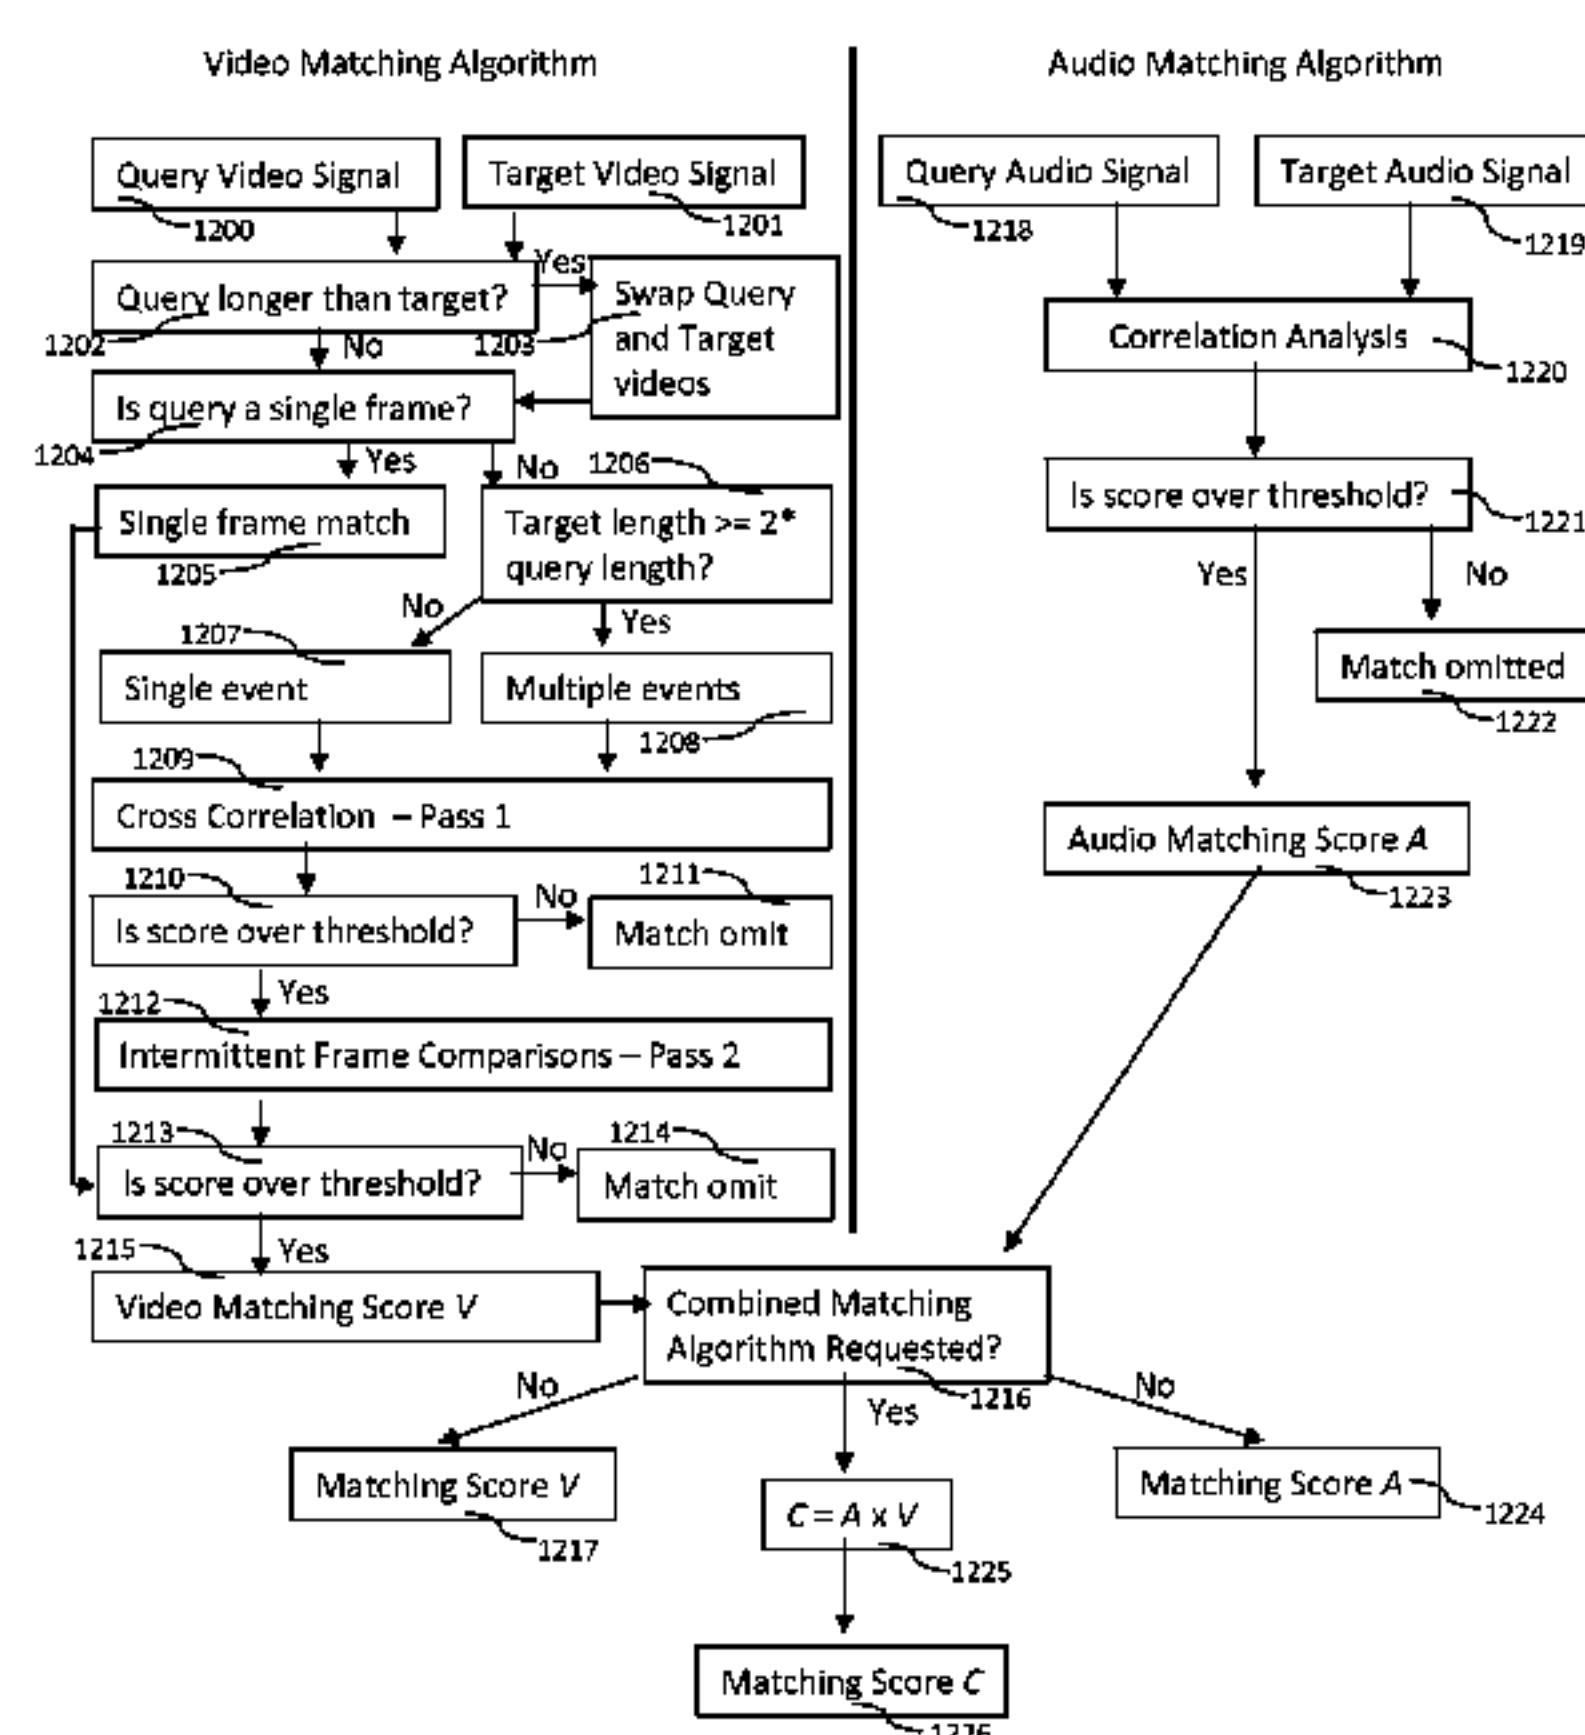 Video Matching Algorithm
Audio Matching Algorithm
Query Video Signal
1200
Target Video Signal
1201
Query Audio Signal
1218
Target Audio Signal
1219
Query longer than target?
1202
Yes
No
Swap Query
and Target
videos
1203
Correlation Analysis
1220
Is query a single frame?
1204
Yes
No
1206
Is score over threshold?
1221
Single frame match
1205
Target length >= 2*
query length?
No
Yes
Yes
No
1207
Single event
Multiple events
1208
Match omitted
1222
1209
Cross Correlation – Pass 1
Audio Matching Score A
1223
1210
Is score over threshold?
No
1211
Match omit
Yes
1212
Intermittent Frame Comparisons – Pass 2
1213
Is score over threshold?
No
1214
Match omit
Yes
1215
Video Matching Score V
Combined Matching
Algorithm Requested?
1216
No
Yes
No
Matching Score V
1217
C = A x V
1225
Matching Score A
1224
Matching Score C